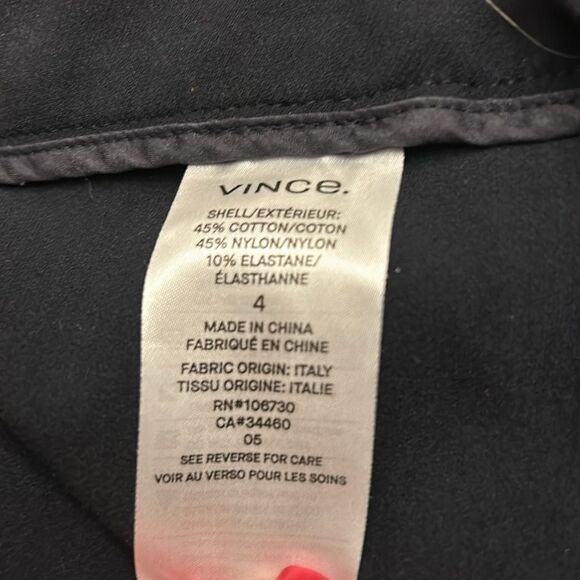 VINCE.
SHELL/EXTÉRIEUR:
45% COTTON/COTON
45% NYLON/NYLON
10% ELASTANE/
ÉLASTHANNE
4
MADE IN CHINA
FABRIQUÉ EN CHINE
FABRIC ORIGIN: ITALY
TISSU ORIGINE: ITALIE
RN#106730
CA#34460
05
SEE REVERSE FOR CARE
VOIR AU VERSO POUR LES SOINS